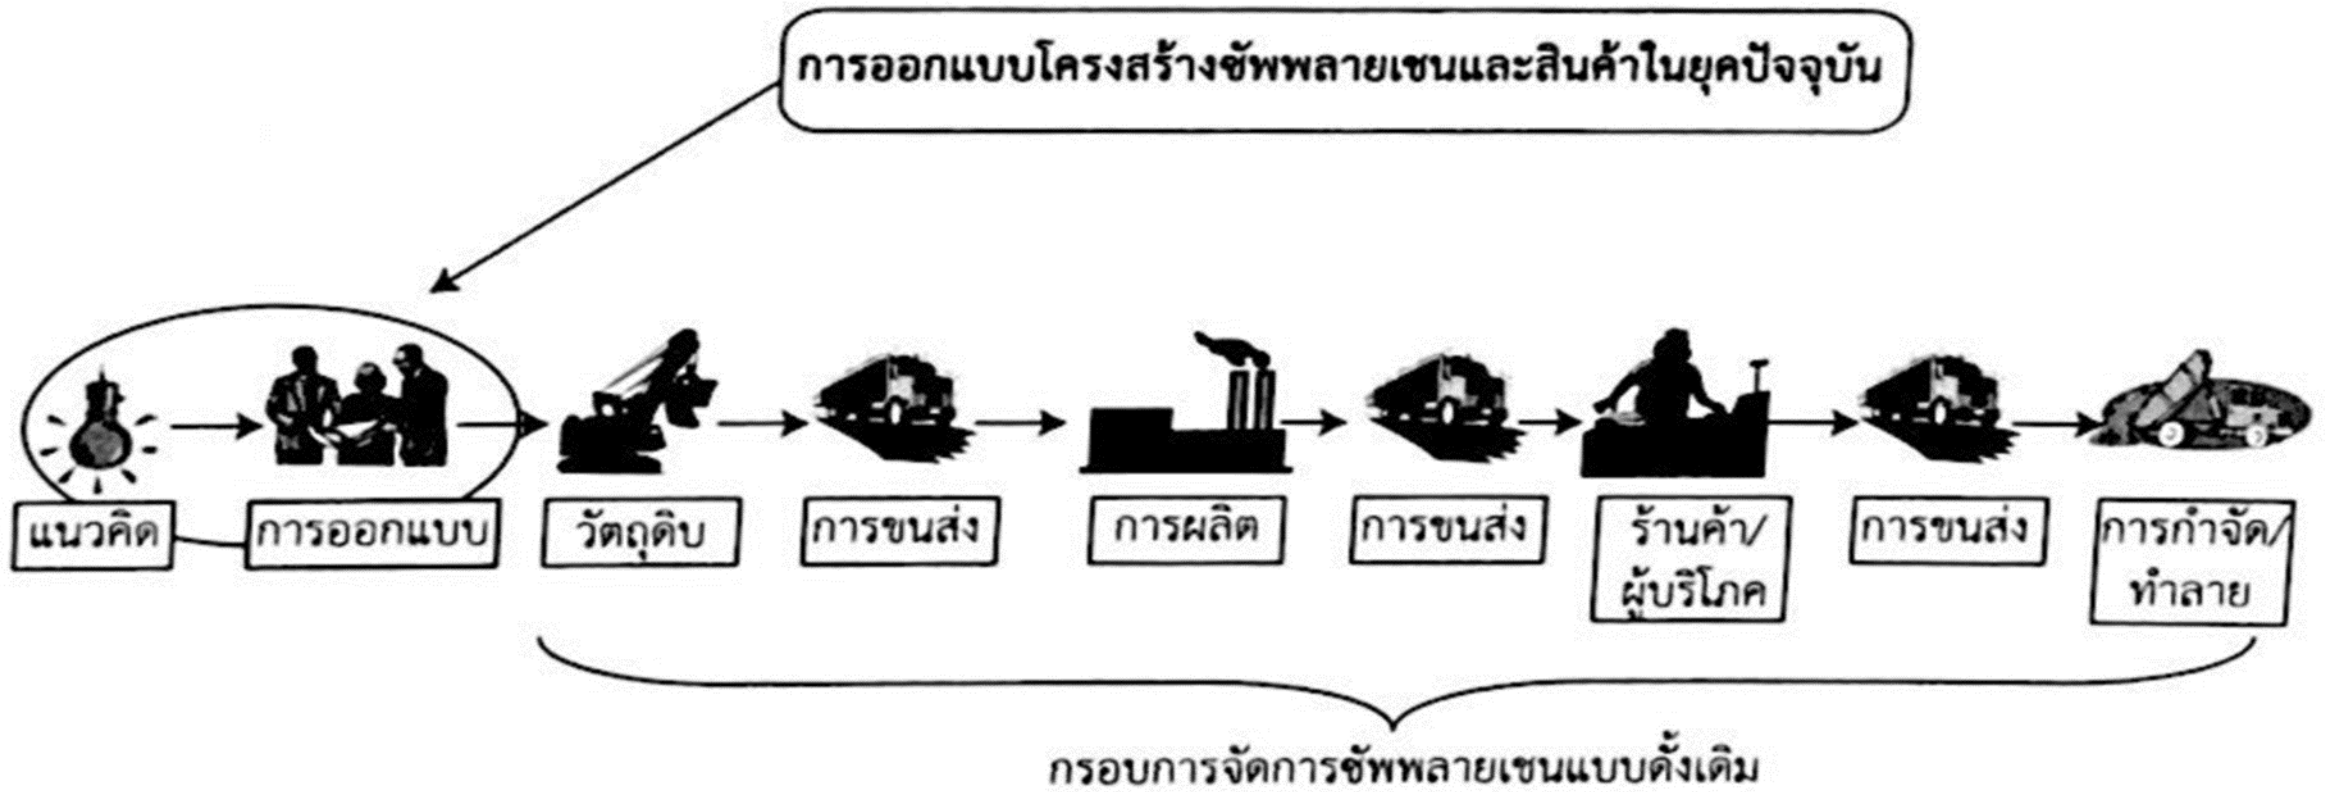 การออกแบบโครงสร้างซัพพลายเชนและสินค้าในยุคปัจจุบัน
แนวคิด
การออกแบบ
วัตถุดิบ
การขนส่ง
การผลิต
การขนส่ง
ร้านค้า/
ผู้บริโภค
การขนส่ง
การกำจัด/
ทำลาย
กรอบการจัดการซัพพลายเชนแบบดั้งเดิม